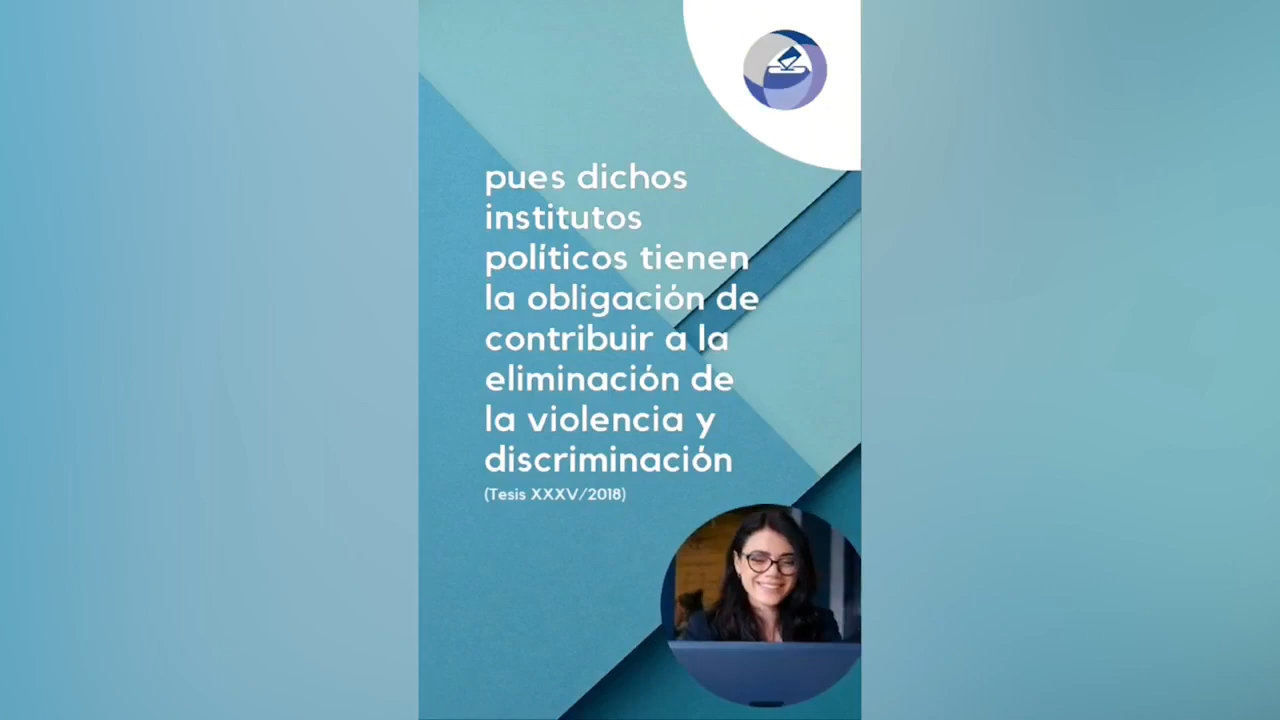 pues dichos
institutos
políticos tienen
la obligación de
contribuir a la
eliminación de
la violencia y
discriminación
(Tesis XXXV/2018)